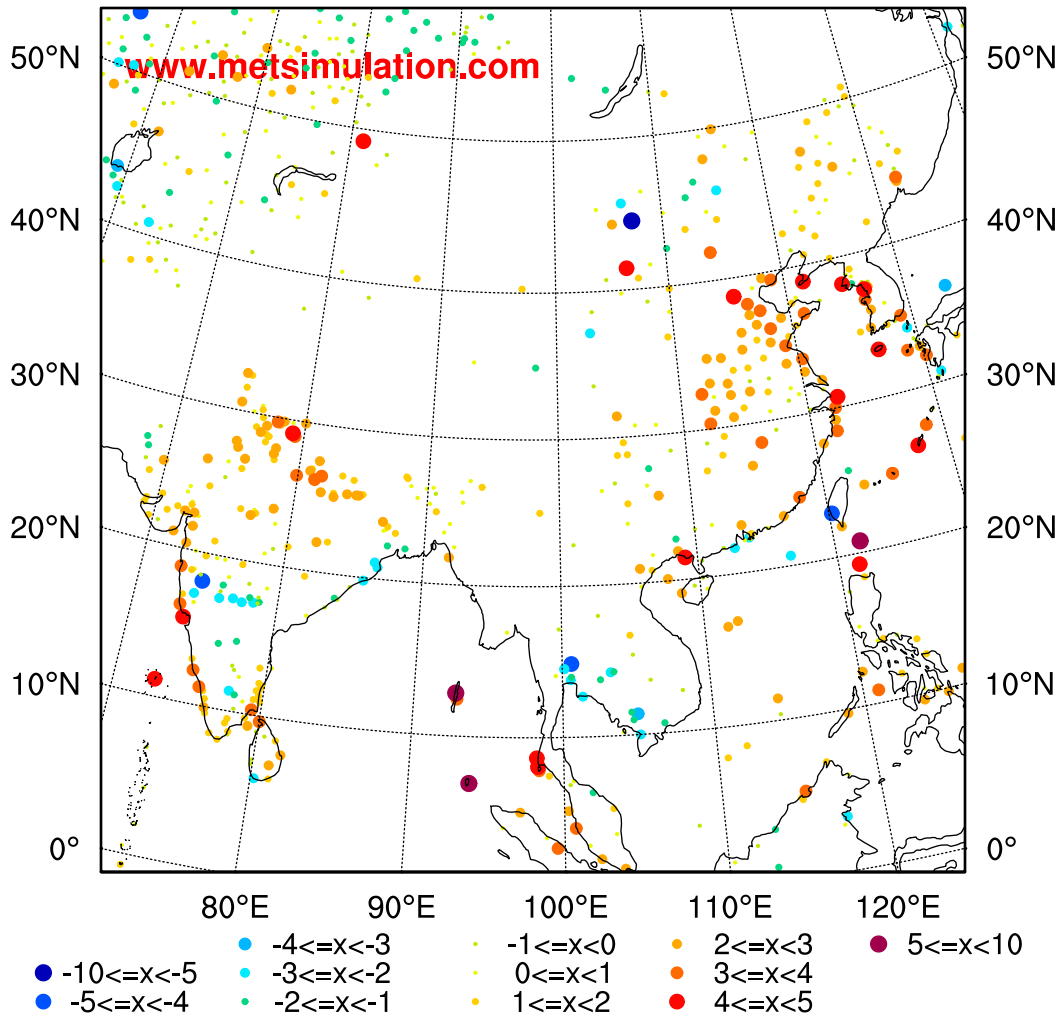 50°N 50°N
www.metsimulation.com
40°N 40°N
30°N 30°N
20°N 20°N
10°N 10°N
0° 0°
80°E 90°E 100°E 110°E 120°E
-4<=x<-3 -1<=x<0 2<=x<3 5<=x<10
-10<=x<-5 -3<=x<-2 0<=x<1 3<=x<4
-5<=x<-4 -2<=x<-1 1<=x<2 4<=x<5